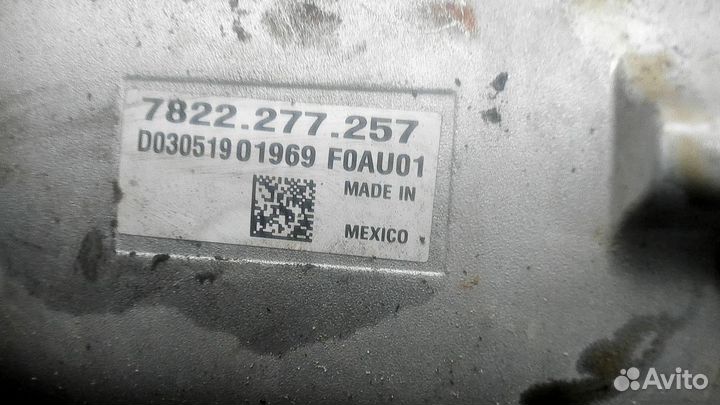 7822.277.257
D030519 01969 F0AU01
MADE IN
MEXICO
Avito